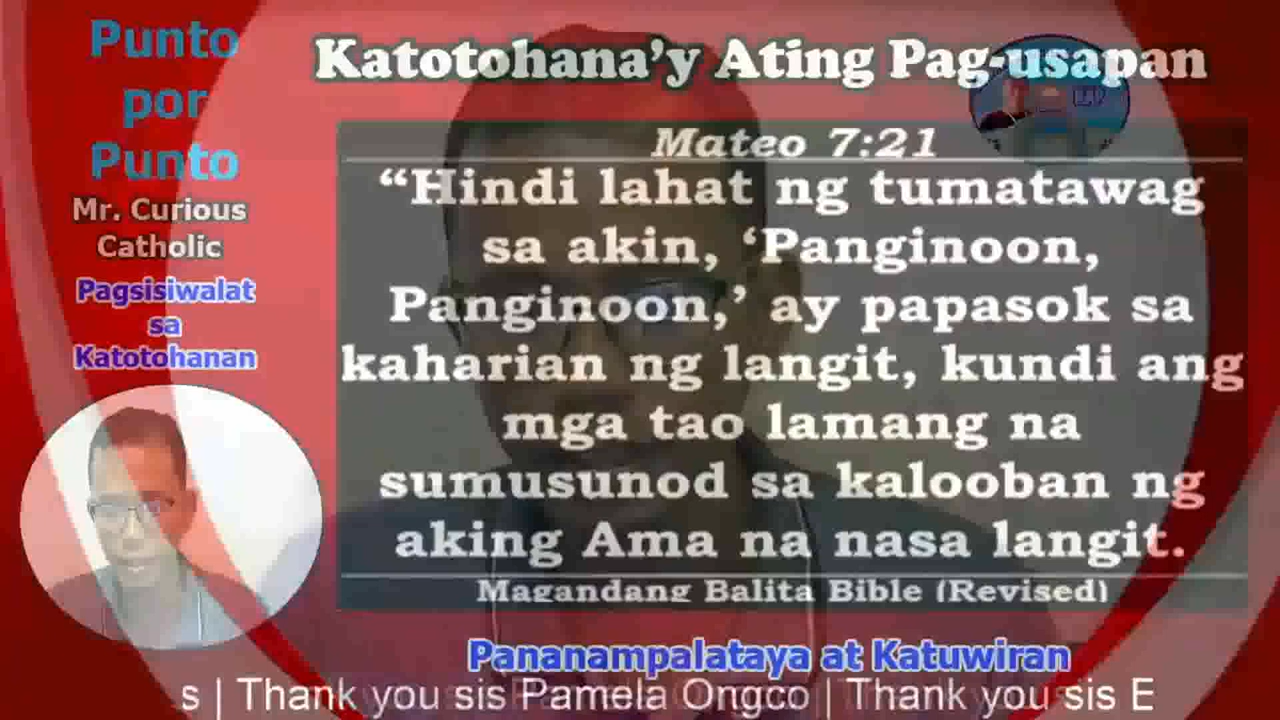 Punto
por
Punto
Mr. Curious
Catholic
Pagsisiwalat
sa
Katotohanan
Katotohana’y Ating Pag-usapan
Mateo 7:21
“Hindi lahat ng tumatawag
sa akin, ‘Panginoon,
Panginoon,’ ay papasok sa
kaharian ng langit, kundi ang
mga tao lamang na
sumusunod sa kalooban ng
aking Ama na nasa langit.
Magandang Balita Bible (Revised)
Pananampalataya at Katuwiran
s | Thank you sis Pamela Ongco | Thank you sis E